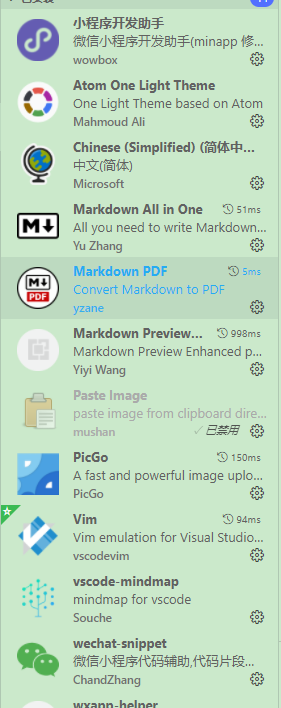 小程序开发助手
微信小程序开发助手(minapp 修...
wowbox
Atom One Light Theme
One Light Theme based on Atom
Mahmoud Ali
Chinese (Simplified) (简体中...
中文(简体)
Microsoft
Markdown All in One 51ms
All you need to write Markdown...
Yu Zhang
Markdown PDF 5ms
Convert Markdown to PDF
yzane
Markdown Preview... 998ms
Markdown Preview Enhanced p...
Yiyi Wang
Paste Image
paste image from clipboard dire...
mushan ✓已禁用
PicGo 150ms
A fast and powerful image uplo...
PicGo
Vim 94ms
Vim emulation for Visual Studio...
vscodevim
vscode-mindmap
mindmap for vscode
Souche
wechat-snippet
微信小程序代码辅助,代码片段...
ChandZhang
wxapp-helper